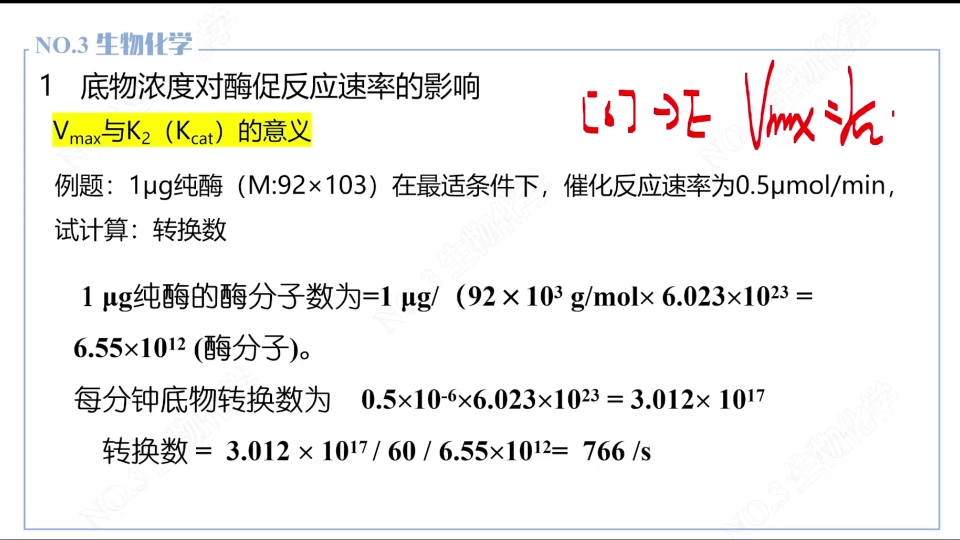 NO.3 生物化学
1 底物浓度对酶促反应速率的影响
Vmax与K2（Kcat）的意义
[S]→E Vmax=k2
例题：1μg纯酶（M:92×103）在最适条件下，催化反应速率为0.5μmol/min，
试计算：转换数
1 μg纯酶的酶分子数为=1 μg/（92×10³ g/mol× 6.023×10²³ =
6.55×10¹² (酶分子)。
每分钟底物转换数为 0.5×10⁻⁶×6.023×10²³ = 3.012× 10¹⁷
转换数 = 3.012 × 10¹⁷ / 60 / 6.55×10¹²= 766 /s